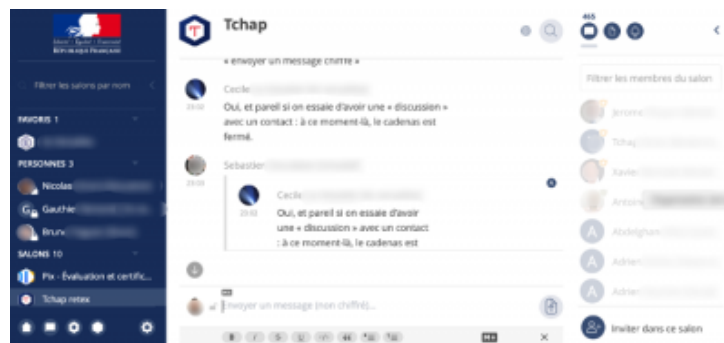 RÉPUBLIQUE FRANÇAISE
Filtrer les salons par nom
FAVORIS 1
PERSONNES 3
Nicolas
Gauthie
Brun
SALONS 10
Pix - Évaluation et certific...
Tchap retex
Tchap
« envoyer un message chiffré »
Cecile
23:02
Oui, et pareil si on essaie d'avoir une « discussion »
avec un contact : à ce moment-là, le cadenas est
fermé.
Sebastien
23:03
Cecile
23:02
Oui, et pareil si on essaie d'avoir
une « discussion » avec un contact
: à ce moment-là, le cadenas est
Envoyer un message (non chiffré)...
465
Filtrer les membres du salon
Jerome
Tchap
Xavier
Antoin
A Abdelghan
A Adrien
A Adrien
Inviter dans ce salon